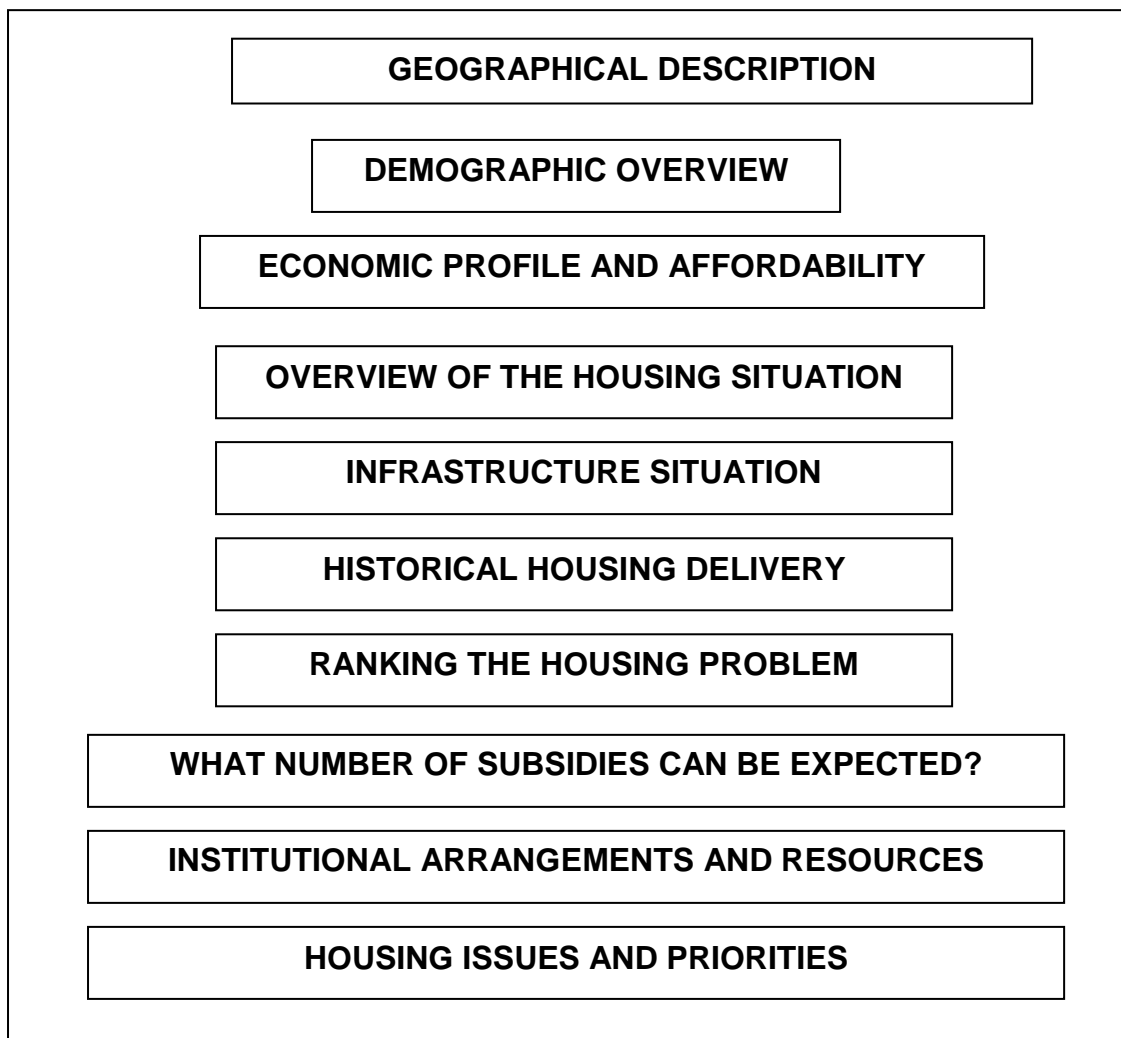 GEOGRAPHICAL DESCRIPTION
DEMOGRAPHIC OVERVIEW
ECONOMIC PROFILE AND AFFORDABILITY
OVERVIEW OF THE HOUSING SITUATION
INFRASTRUCTURE SITUATION
HISTORICAL HOUSING DELIVERY
RANKING THE HOUSING PROBLEM
WHAT NUMBER OF SUBSIDIES CAN BE EXPECTED?
INSTITUTIONAL ARRANGEMENTS AND RESOURCES
HOUSING ISSUES AND PRIORITIES